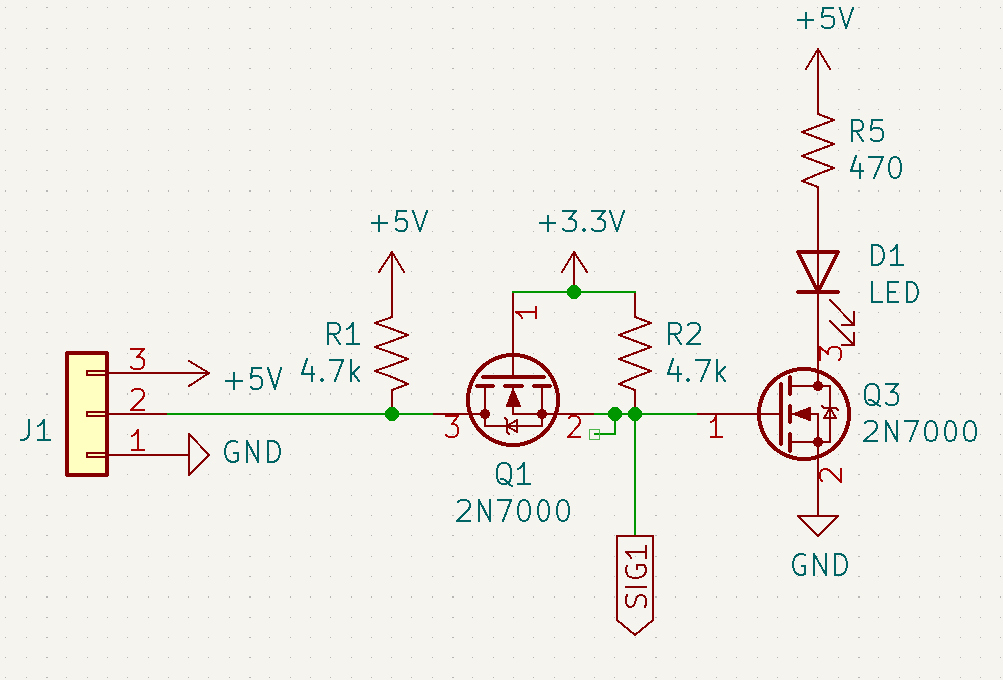 +5V
R5
470
+5V
+3.3V
D1
LED
1
R1
4.7k
R2
4.7k
3
3
+5V
2
J1
1
GND
3
2
1
Q3
2N7000
Q1
2N7000
2
SIG1
GND